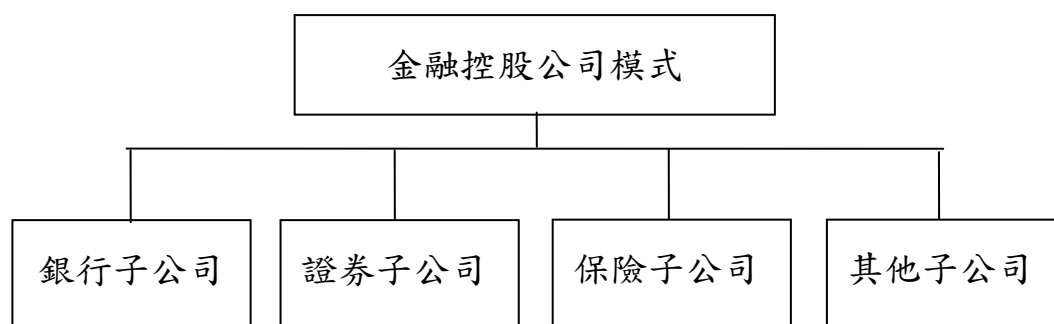 金融控股公司模式
銀行子公司
證券子公司
保險子公司
其他子公司